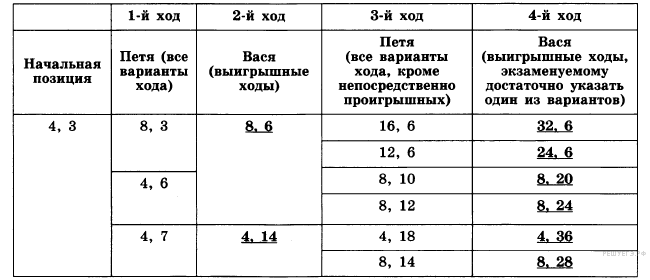 1-й ход 2-й ход 3-й ход 4-й ход
Начальная позиция
Петя (все варианты хода)
Вася (выигрышные ходы)
Петя (все варианты хода, кроме непосредственно проигрышных)
Вася (выигрышные ходы, экзаменуемому достаточно указать один из вариантов)
4, 3 8, 3 8, 6 16, 6 32, 6
12, 6 24, 6
4, 6 8, 10 8, 20
8, 12 8, 24
4, 7 4, 14 4, 18 4, 36
8, 14 8, 28
РЕШУЕГЭ.РФ